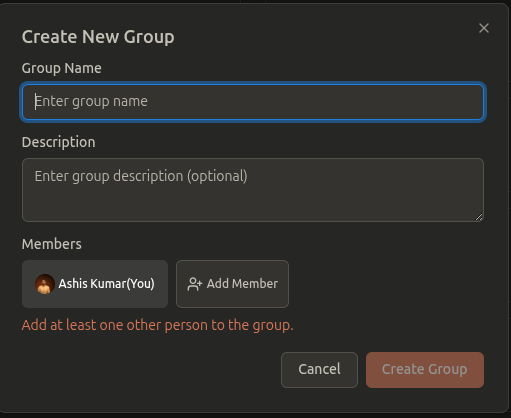 Create New Group
Group Name
Enter group name
Description
Enter group description (optional)
Members
Ashis Kumar(You)
Add Member
Add at least one other person to the group.
Cancel
Create Group